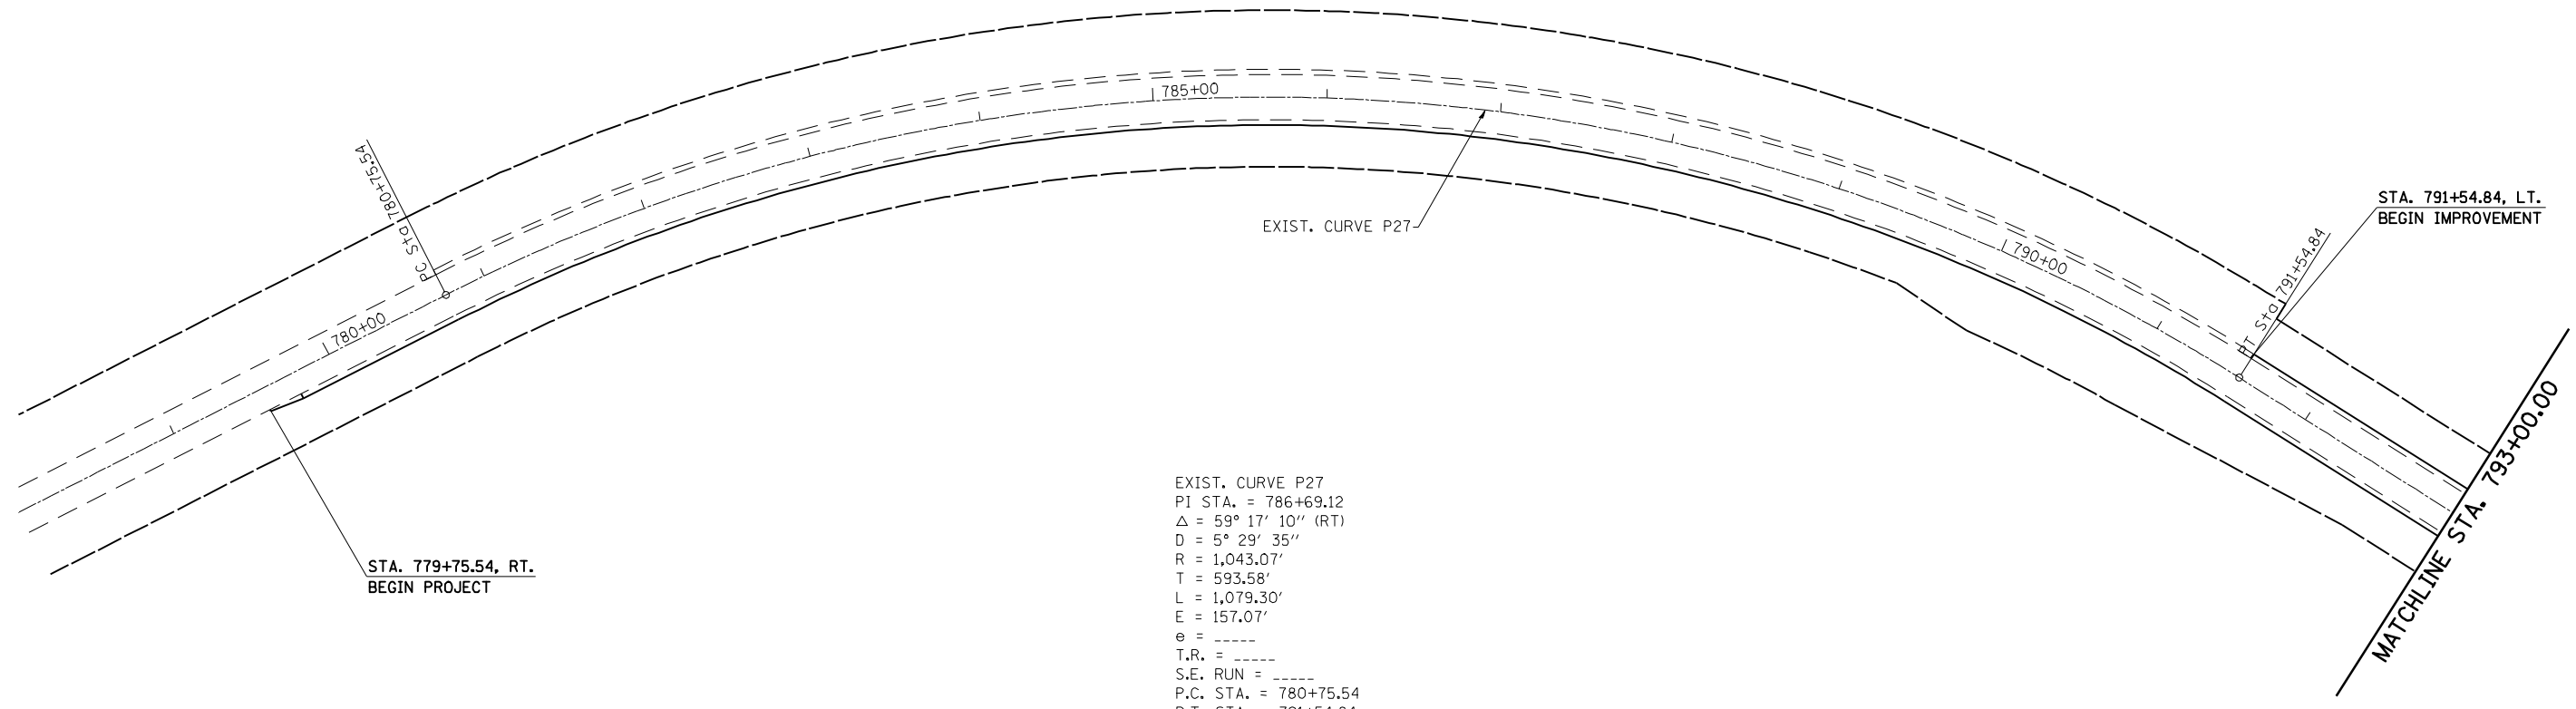 785+00
PC Sta 780+75.54
780+00
EXIST. CURVE P27
790+00
PT Sta 791+54.84
STA. 791+54.84, LT.
BEGIN IMPROVEMENT
MATCHLINE STA. 793+00.00
STA. 779+75.54, RT.
BEGIN PROJECT
EXIST. CURVE P27
PI STA. = 786+69.12
△ = 59° 17' 10'' (RT)
D = 5° 29' 35''
R = 1,043.07'
T = 593.58'
L = 1,079.30'
E = 157.07'
e = _____
T.R. = _____
S.E. RUN = _____
P.C. STA. = 780+75.54